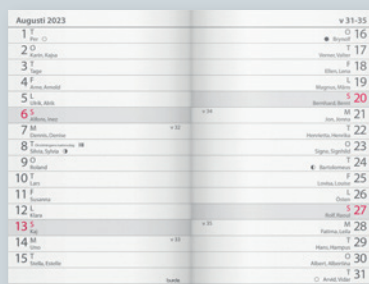 Augusti 2023
1 T
Per
2 O
Karin, Kajsa
3 T
Tage
4 F
Arne, Arnold
5 L
Ulrik, Alrik
6 S
Alfons, Inez
7 M v 32
Dennis, Denise
8 T
Silvia, Sylvia
9 O
Roland
10 T
Lars
11 F
Susanna
12 L
Klara
13 S
Kaj
14 M v 33
Uno
15 T
Stella, Estelle
v 31-35
O 16
Brynolf
T 17
Verner, Valter
F 18
Ellen, Lena
L 19
Magnus, Måns
S 20
Bernhard, Bernt
v 34 M 21
Jon, Jonna
T 22
Henrietta, Henrika
O 23
Signe, Signhild
T 24
Bartolomeus
F 25
Lovisa, Louise
L 26
Östen
S 27
Rolf, Raoul
v 35 M 28
Fatima, Leila
T 29
Hans, Hampus
O 30
Albert, Albertina
T 31
Arvid, Vidar
burde